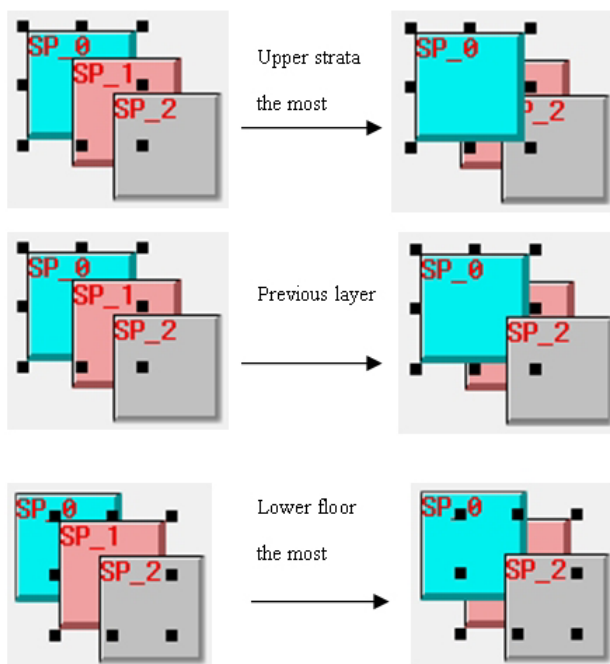 SP_0
SP_1
SP_2
Upper strata
the most
SP_0
P_2
SP_0
SP_1
SP_2
Previous layer
SP_0
SP_2
SP_0
SP_1
SP_2
Lower floor
the most
SP_0
SP_2